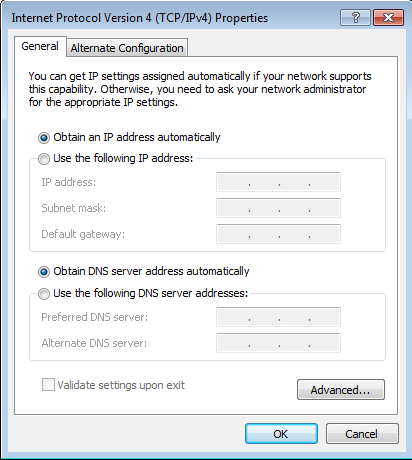 Internet Protocol Version 4 (TCP/IPv4) Properties
General
Alternate Configuration
You can get IP settings assigned automatically if your network supports
this capability. Otherwise, you need to ask your network administrator
for the appropriate IP settings.
Obtain an IP address automatically
Use the following IP address:
IP address:
Subnet mask:
Default gateway:
Obtain DNS server address automatically
Use the following DNS server addresses:
Preferred DNS server:
Alternate DNS server:
Validate settings upon exit
Advanced...
OK
Cancel